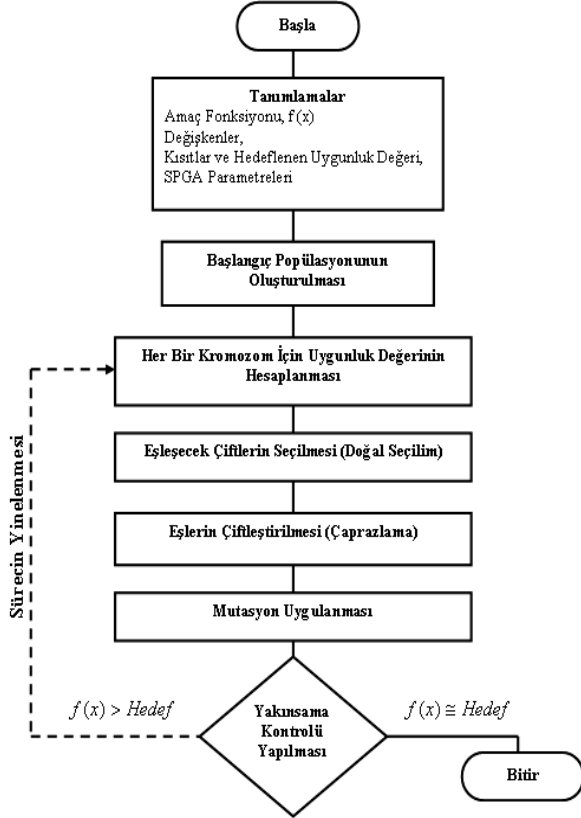 Başla
Tanımlamalar
Amaç Fonksiyonu, f (x)
Değişkenler,
Kısıtlar ve Hedeflenen Uygunluk Değeri,
SPGA Parametreleri
Başlangıç Popülasyonunun
Oluşturulması
Her Bir Kromozom İçin Uygunluk Değerinin
Hesaplanması
Eşleşecek Çiftlerin Seçilmesi (Doğal Seçilim)
Eşlerin Çiftleştirilmesi (Çaprazlama)
Mutasyon Uygulanması
Sürecin Yinelenmesi
f (x) > Hedef
Yakınsama
Kontrolü
Yapılması
f (x) ≅ Hedef
Bitir